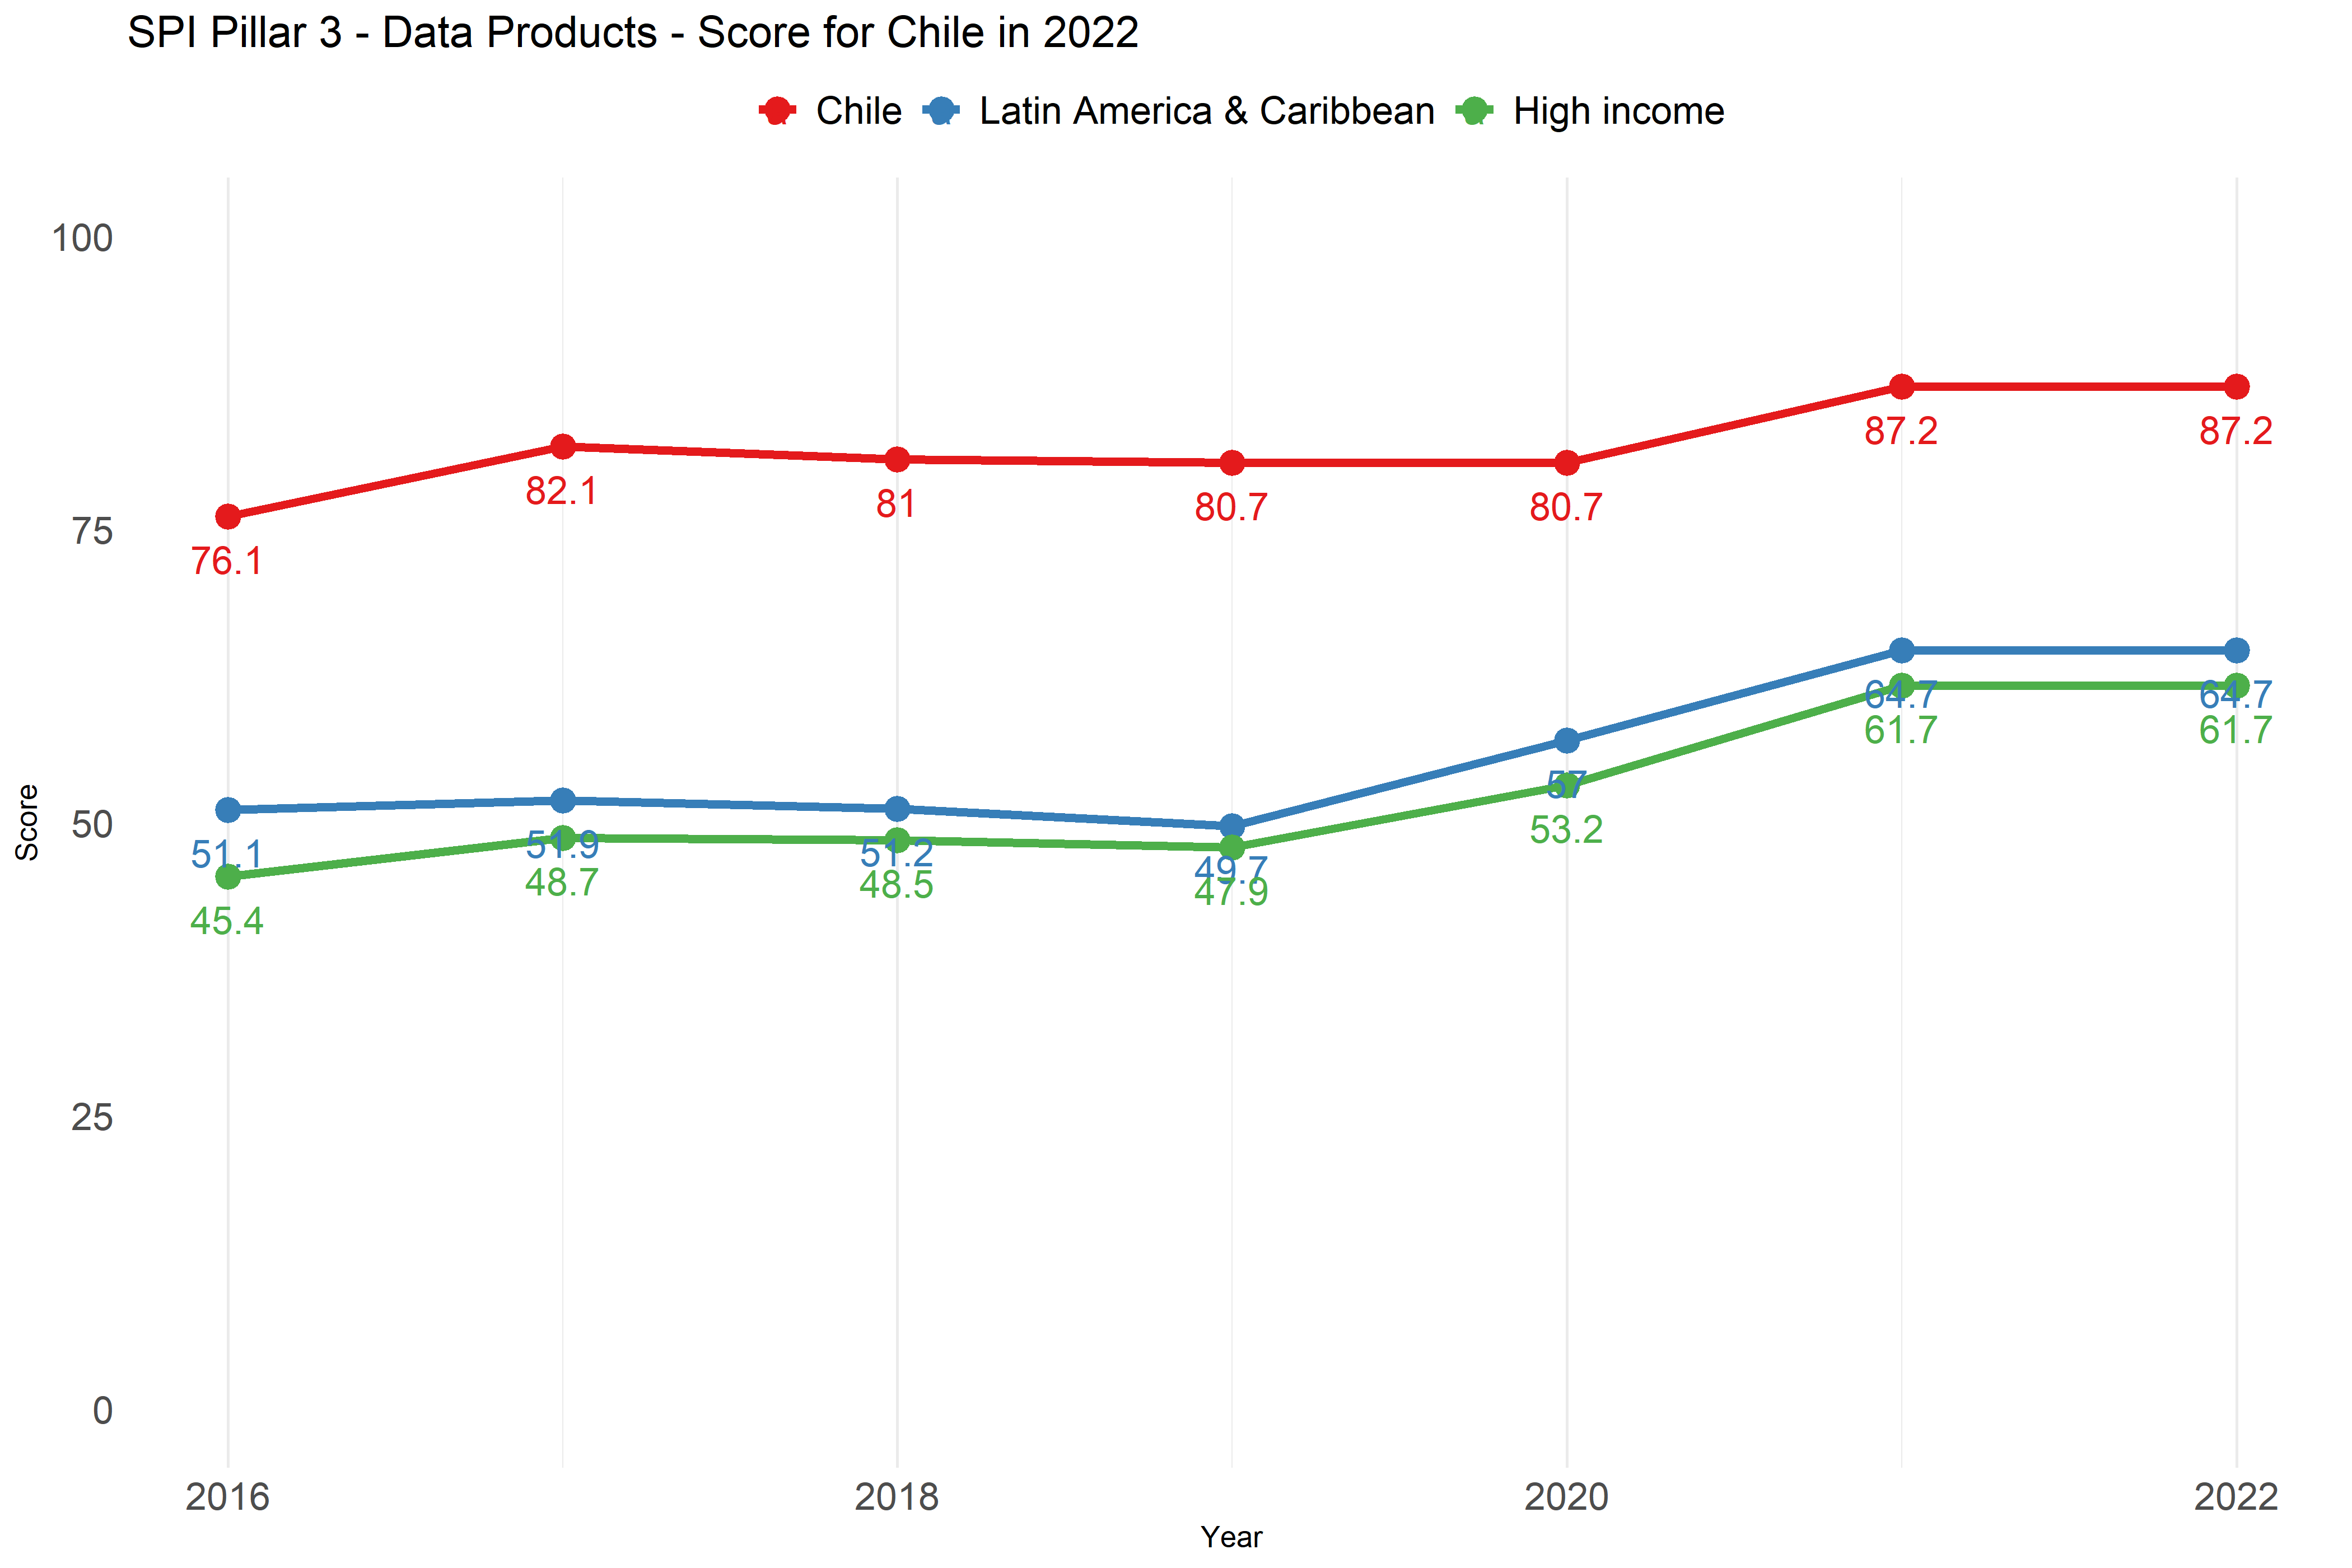 SPI Pillar 3 - Data Products - Score for Chile in 2022
Chile Latin America & Caribbean High income
100
75
50
25
0
Score
76.1 82.1 81 80.7 80.7 87.2 87.2
51.1 51.9 51.2 49.7 57 64.7 64.7
45.4 48.7 48.5 47.9 53.2 61.7 61.7
2016 2018 2020 2022
Year